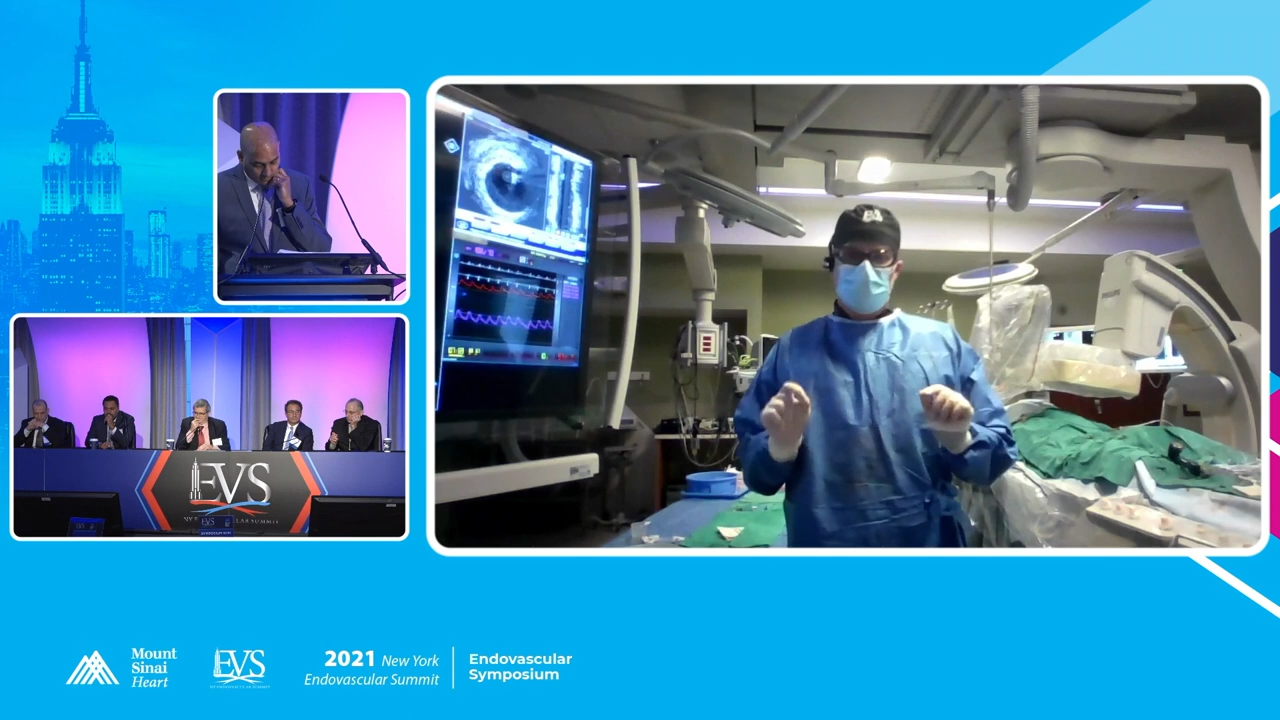 EVS
Mount
Sinai
Heart
EVS
2021 New York
Endovascular Summit
Endovascular
Symposium